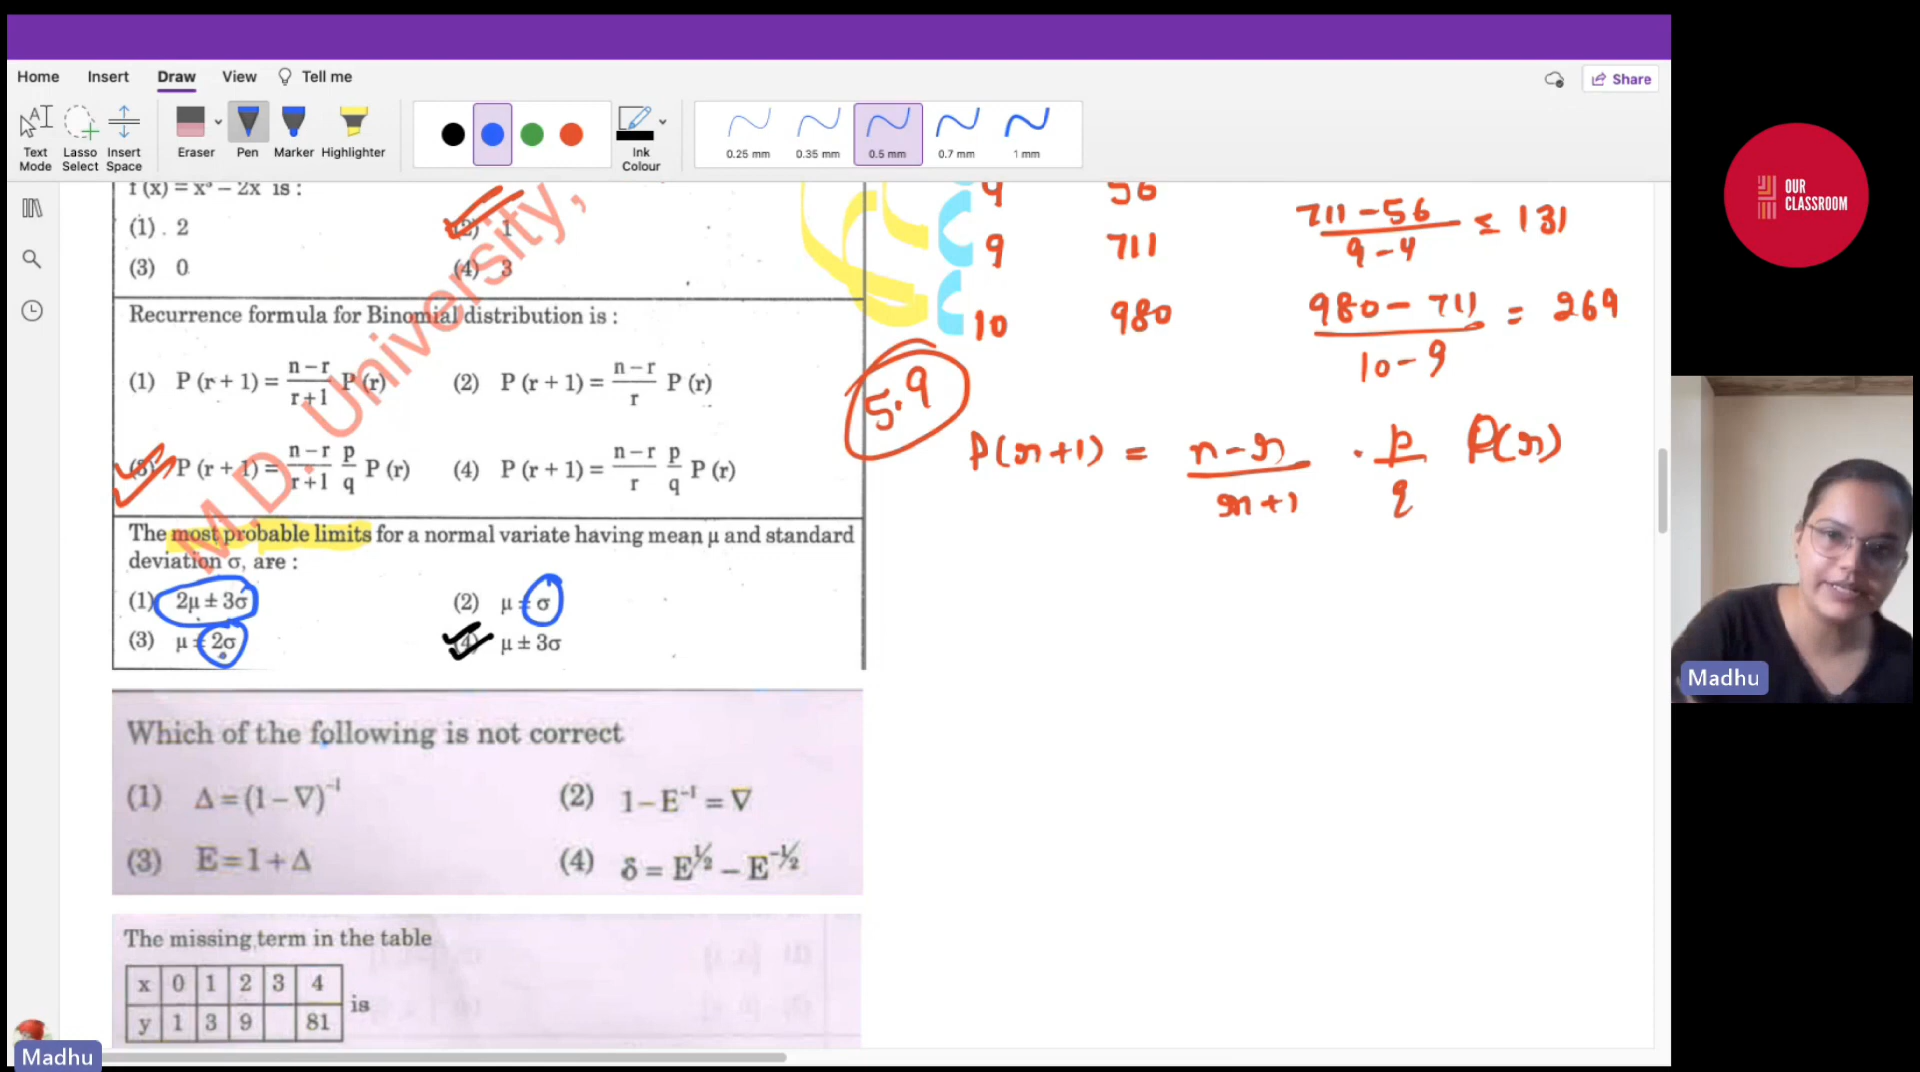 Home Insert Draw View Tell me
Share
Text Mode
Lasso Select
Insert Space
Eraser
Pen
Marker
Highlighter
Ink Colour
0.25 mm
0.35 mm
0.5 mm
0.7 mm
1 mm
OUR CLASSROOM
f (x) = x³ – 2x is :
(1) . 2
(2) 1
(3) 0
(4) 3
Recurrence formula for Binomial distribution is :
(1) P (r + 1) = n – r / r+1 P (r)
(2) P (r + 1) = n – r / r P (r)
(3) P (r + 1) = n – r / r+1 p / q P (r)
(4) P (r + 1) = n – r / r p / q P (r)
The most probable limits for a normal variate having mean μ and standard
deviation σ, are :
(1) 2μ ± 3σ
(2) μ ± σ
(3) μ ± 2σ
(4) μ ± 3σ
M.D. University,
Which of the following is not correct
(1) Δ = (1 – ∇)⁻¹
(2) 1 – E⁻¹ = ∇
(3) E = 1 + Δ
(4) δ = E^½ – E^–½
The missing term in the table
x 0 1 2 3 4
y 1 3 9 81
is
4 56
9 711
10 980
711 – 56 / 9 – 4 = 131
980 – 711 / 10 – 9 = 269
5.9
P(r+1) = n – r / r+1 · p / q P(r)
Madhu
Madhu